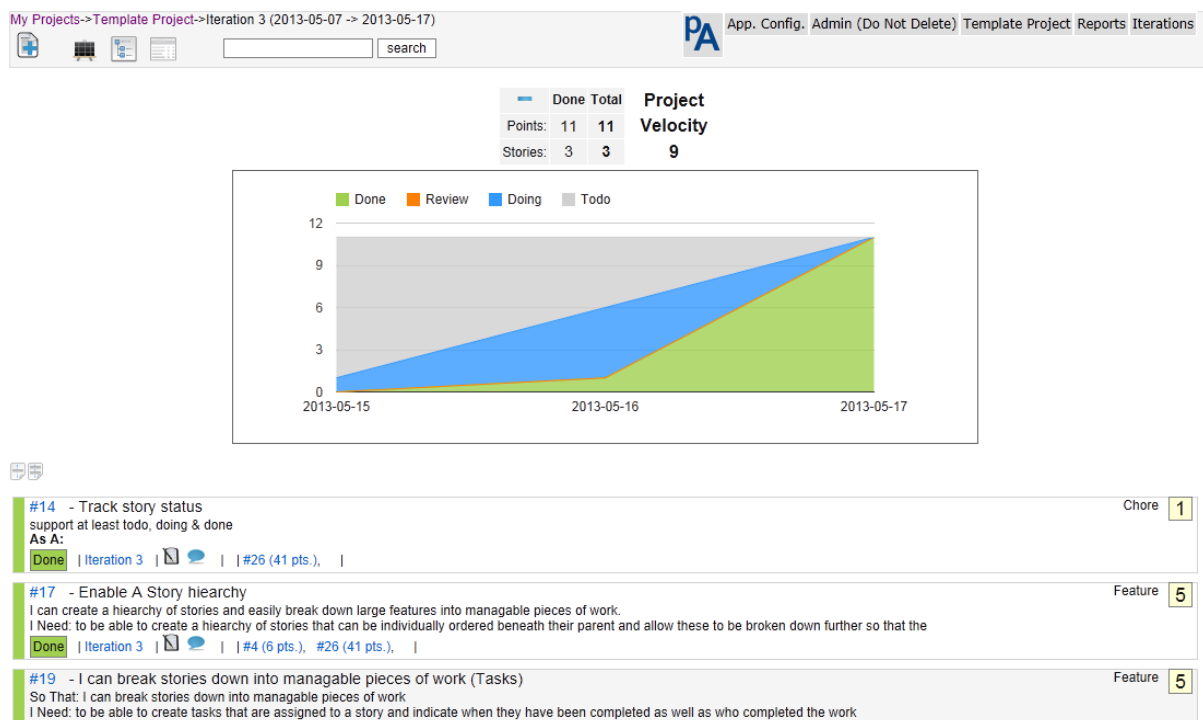 My Projects->Template Project->Iteration 3 (2013-05-07 -> 2013-05-17)
PA App. Config. Admin (Do Not Delete) Template Project Reports Iterations
search
Done Total Project
Points: 11 11 Velocity
Stories: 3 3 9
Done Review Doing Todo
12
9
6
3
0
2013-05-15 2013-05-16 2013-05-17
#14 - Track story status Chore 1
support at least todo, doing & done
As A:
Done | Iteration 3 | | | #26 (41 pts.), |
#17 - Enable A Story hiearchy Feature 5
I can create a hiearchy of stories and easily break down large features into managable pieces of work.
I Need: to be able to create a hiearchy of stories that can be individually ordered beneath their parent and allow these to be broken down further so that the
Done | Iteration 3 | | | #4 (6 pts.), #26 (41 pts.), |
#19 - I can break stories down into managable pieces of work (Tasks) Feature 5
So That: I can break stories down into managable pieces of work
I Need: to be able to create tasks that are assigned to a story and indicate when they have been completed as well as who completed the work